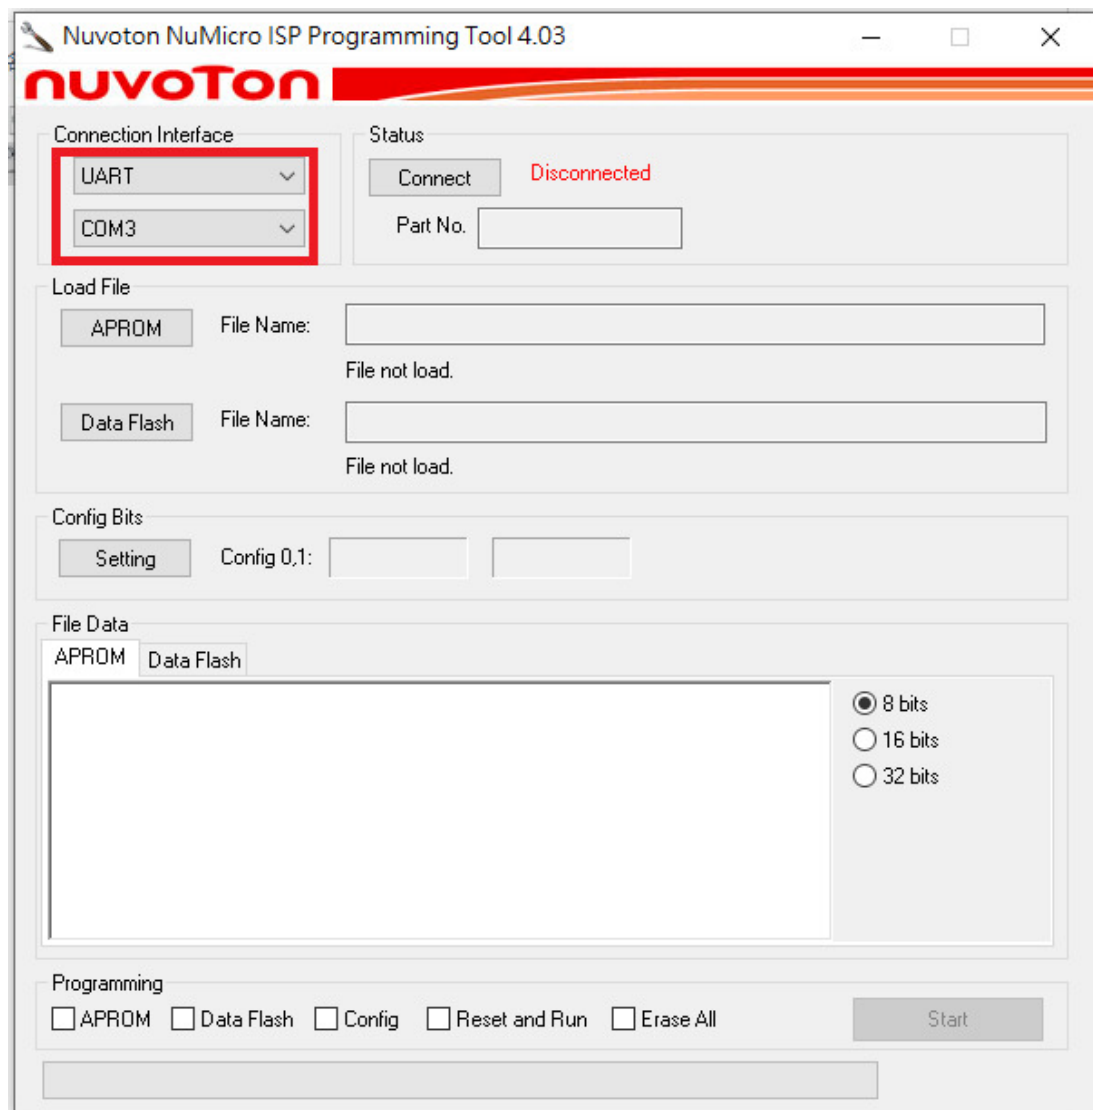 Nuvoton NuMicro ISP Programming Tool 4.03
nuvoTon
Connection Interface
UART
COM3
Status
Connect Disconnected
Part No.
Load File
APROM File Name:
File not load.
Data Flash File Name:
File not load.
Config Bits
Setting Config 0,1:
File Data
APROM Data Flash
8 bits
16 bits
32 bits
Programming
APROM Data Flash Config Reset and Run Erase All Start